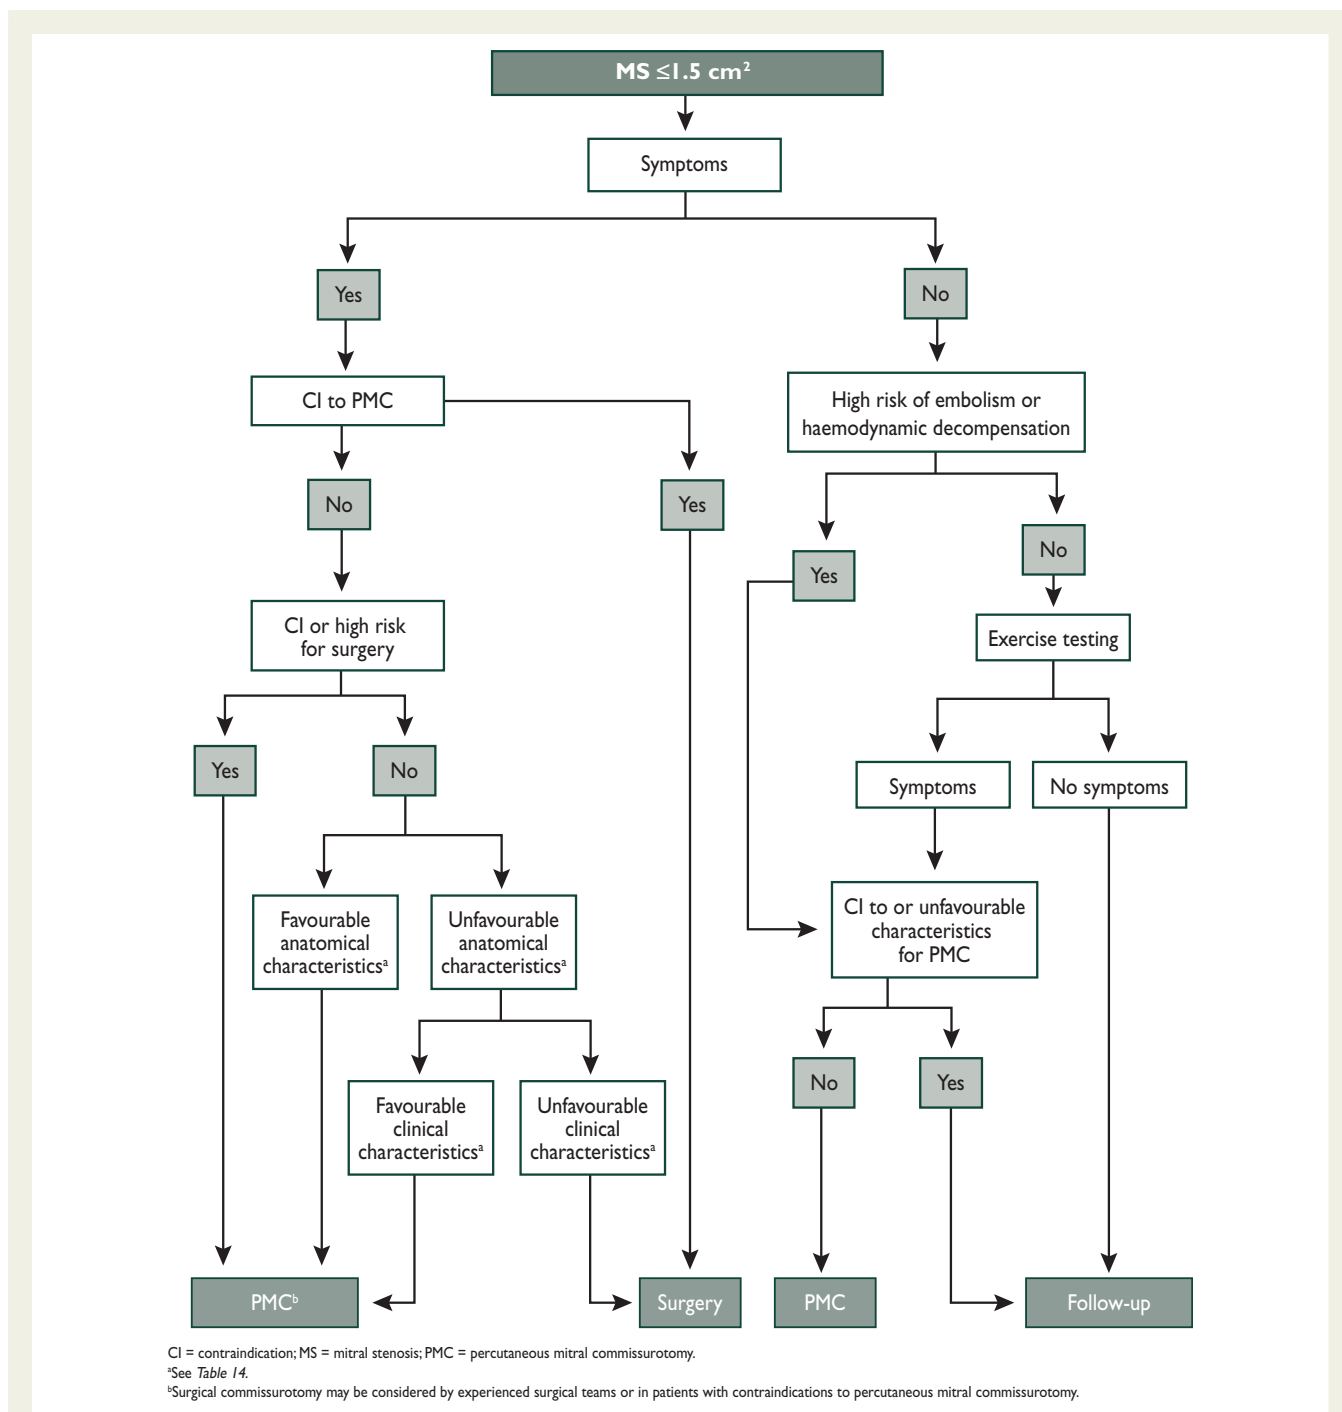 MS ≤1.5 cm²
Symptoms
Yes
No
CI to PMC
High risk of embolism or
haemodynamic decompensation
No
Yes
Yes
No
CI or high risk
for surgery
Exercise testing
Yes
No
Symptoms
No symptoms
Favourable
anatomical
characteristicsᵃ
Unfavourable
anatomical
characteristicsᵃ
CI to or unfavourable
characteristics
for PMC
Favourable
clinical
characteristicsᵃ
Unfavourable
clinical
characteristicsᵃ
No
Yes
PMCᵇ
Surgery
PMC
Follow-up
CI = contraindication; MS = mitral stenosis; PMC = percutaneous mitral commissurotomy.
ᵃSee Table 14.
ᵇSurgical commissurotomy may be considered by experienced surgical teams or in patients with contraindications to percutaneous mitral commissurotomy.